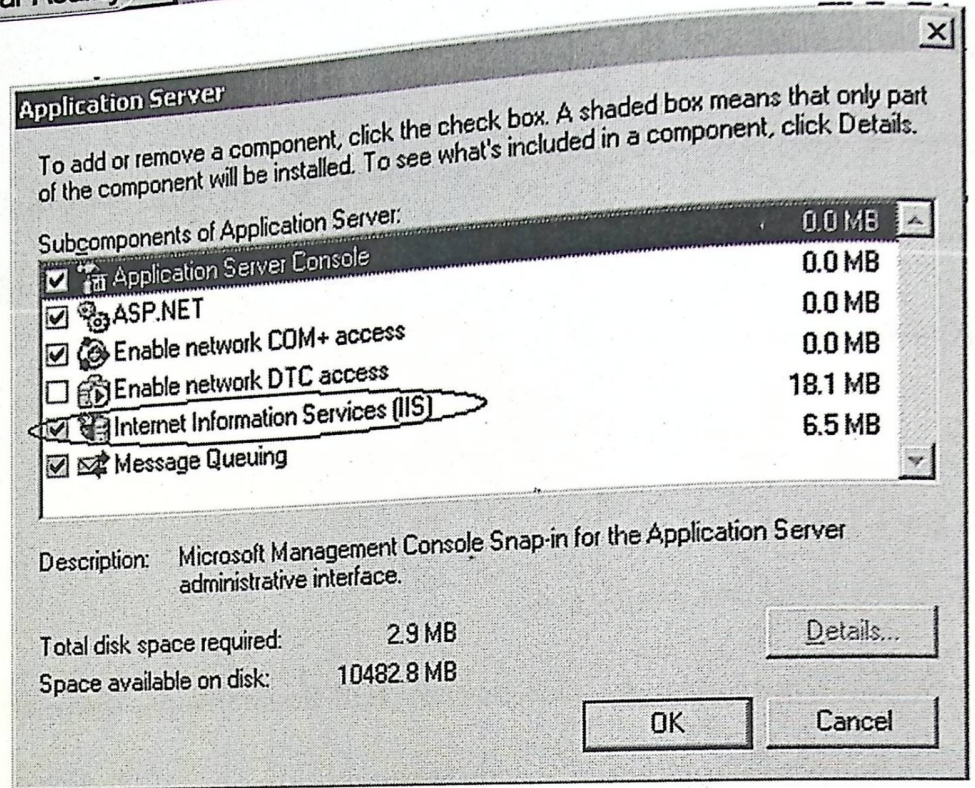 Application Server
To add or remove a component, click the check box. A shaded box means that only part
of the component will be installed. To see what's included in a component, click Details.
Subcomponents of Application Server:
Application Server Console 0.0 MB
ASP.NET 0.0 MB
Enable network COM+ access 0.0 MB
Enable network DTC access 0.0 MB
Internet Information Services (IIS) 18.1 MB
Message Queuing 6.5 MB
Description: Microsoft Management Console Snap-in for the Application Server
administrative interface.
Total disk space required: 2.9 MB
Details...
Space available on disk: 10482.8 MB
OK Cancel